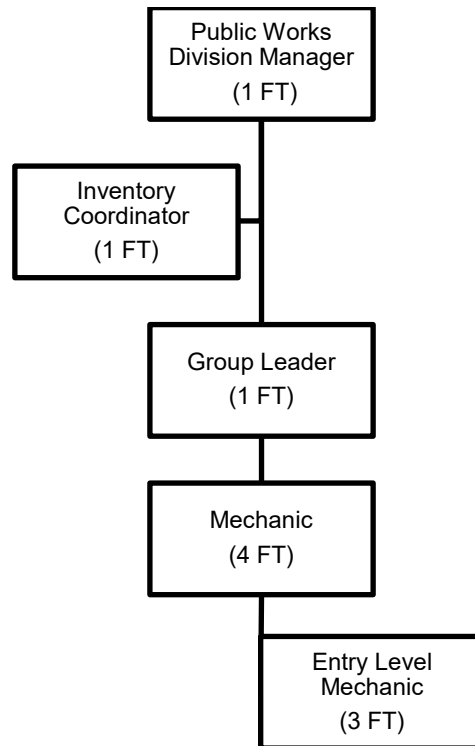 Public Works
Division Manager
(1 FT)
Inventory
Coordinator
(1 FT)
Group Leader
(1 FT)
Mechanic
(4 FT)
Entry Level
Mechanic
(3 FT)